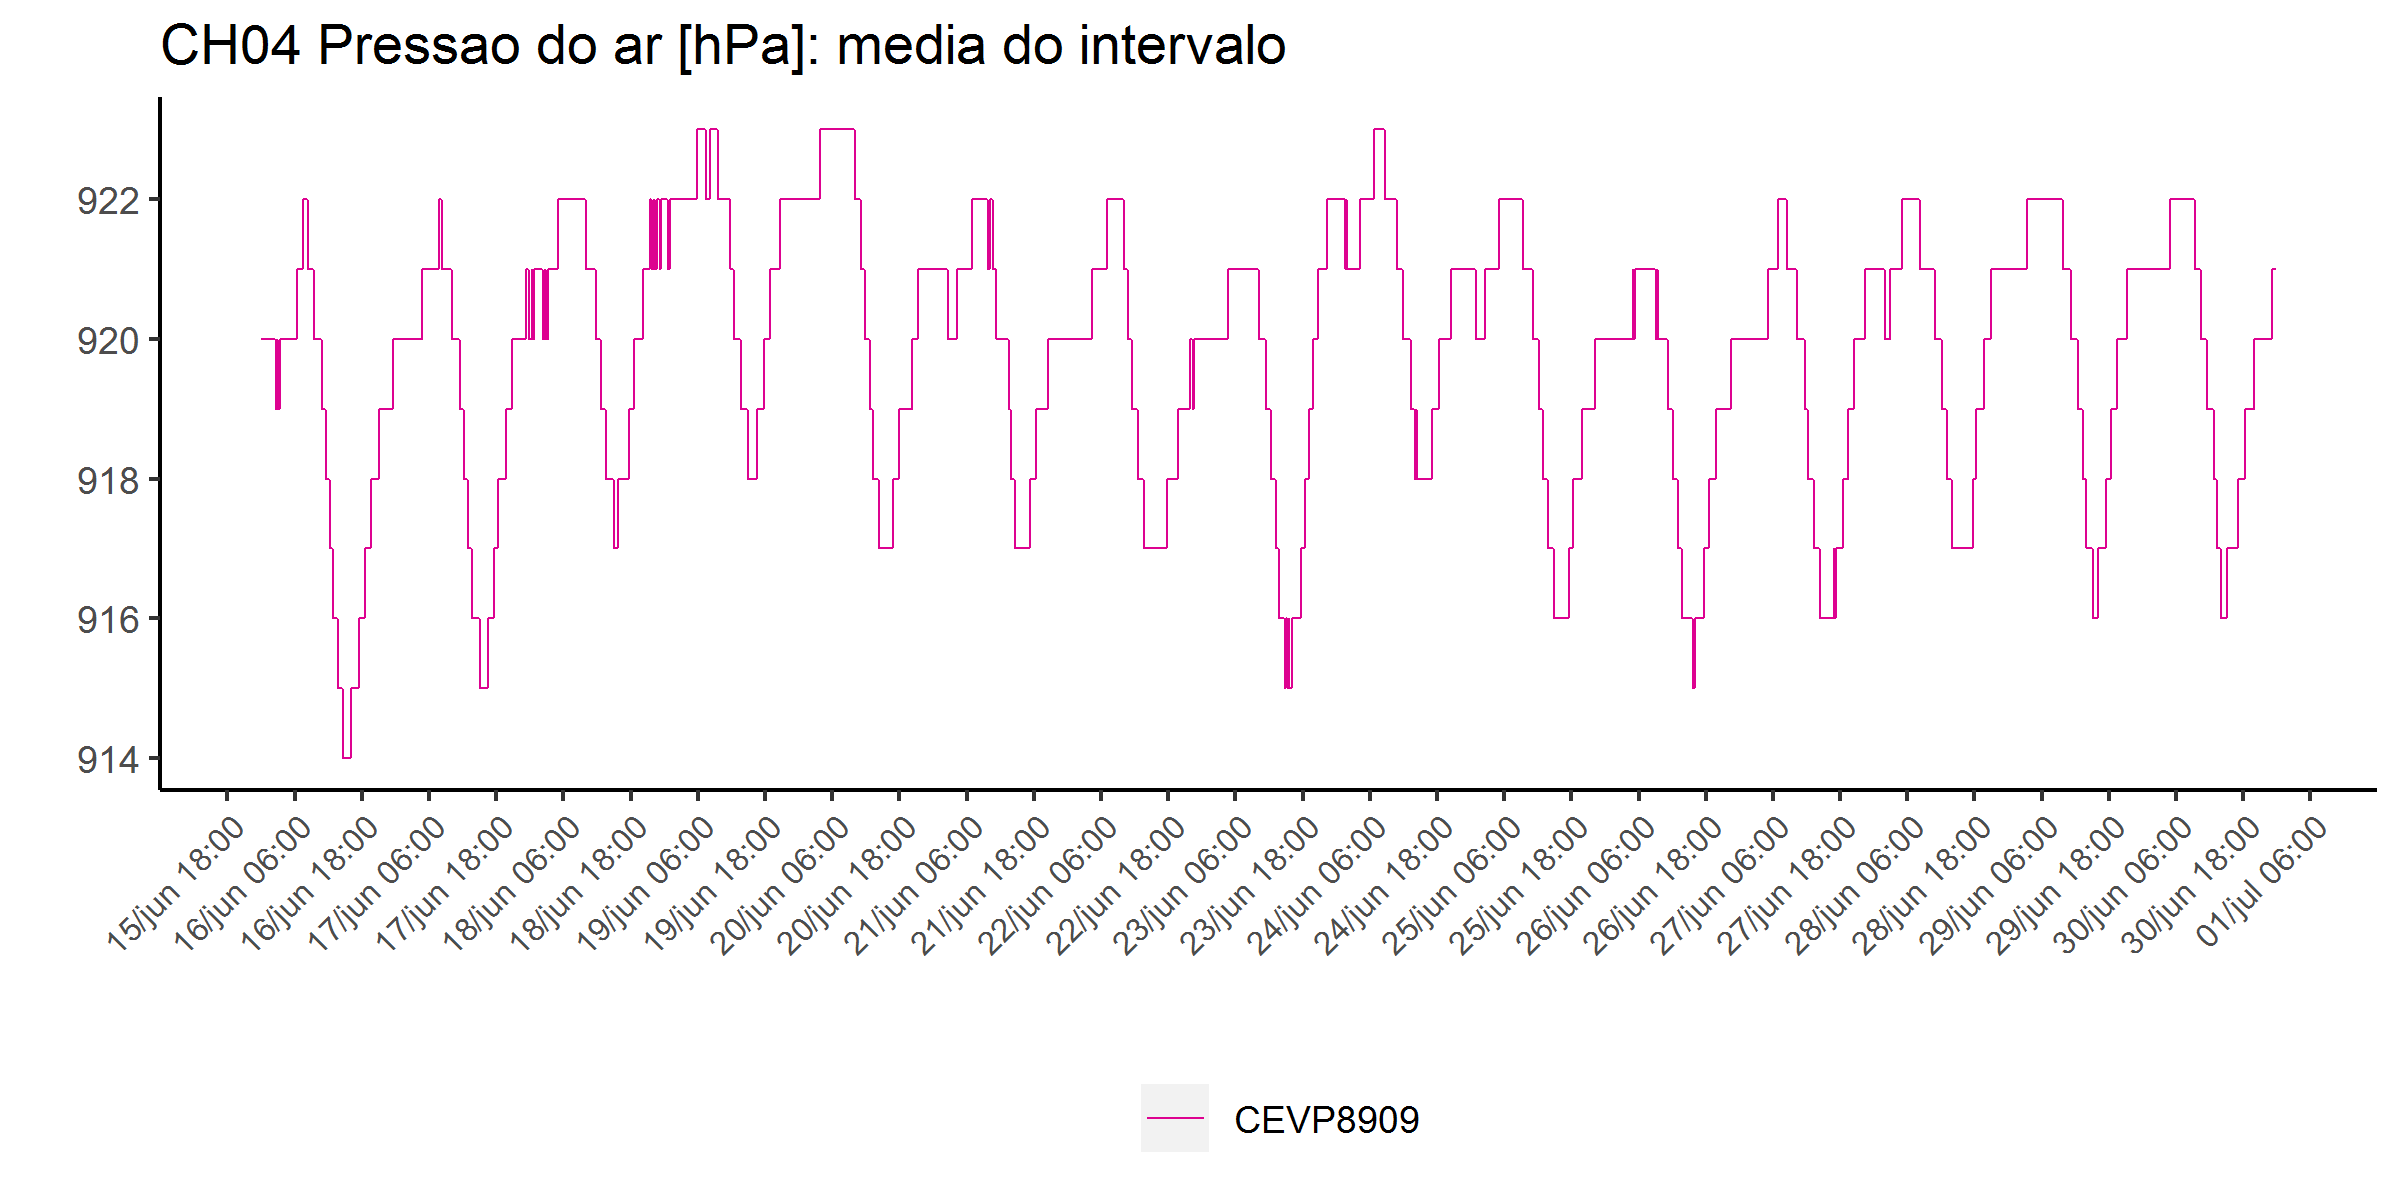 CH04 Pressao do ar [hPa]: media do intervalo
922
920
918
916
914
15/jun 18:00
16/jun 06:00
16/jun 18:00
17/jun 06:00
17/jun 18:00
18/jun 06:00
18/jun 18:00
19/jun 06:00
19/jun 18:00
20/jun 06:00
20/jun 18:00
21/jun 06:00
21/jun 18:00
22/jun 06:00
22/jun 18:00
23/jun 06:00
23/jun 18:00
24/jun 06:00
24/jun 18:00
25/jun 06:00
25/jun 18:00
26/jun 06:00
26/jun 18:00
27/jun 06:00
27/jun 18:00
28/jun 06:00
28/jun 18:00
29/jun 06:00
29/jun 18:00
30/jun 06:00
30/jun 18:00
01/jul 06:00
CEVP8909